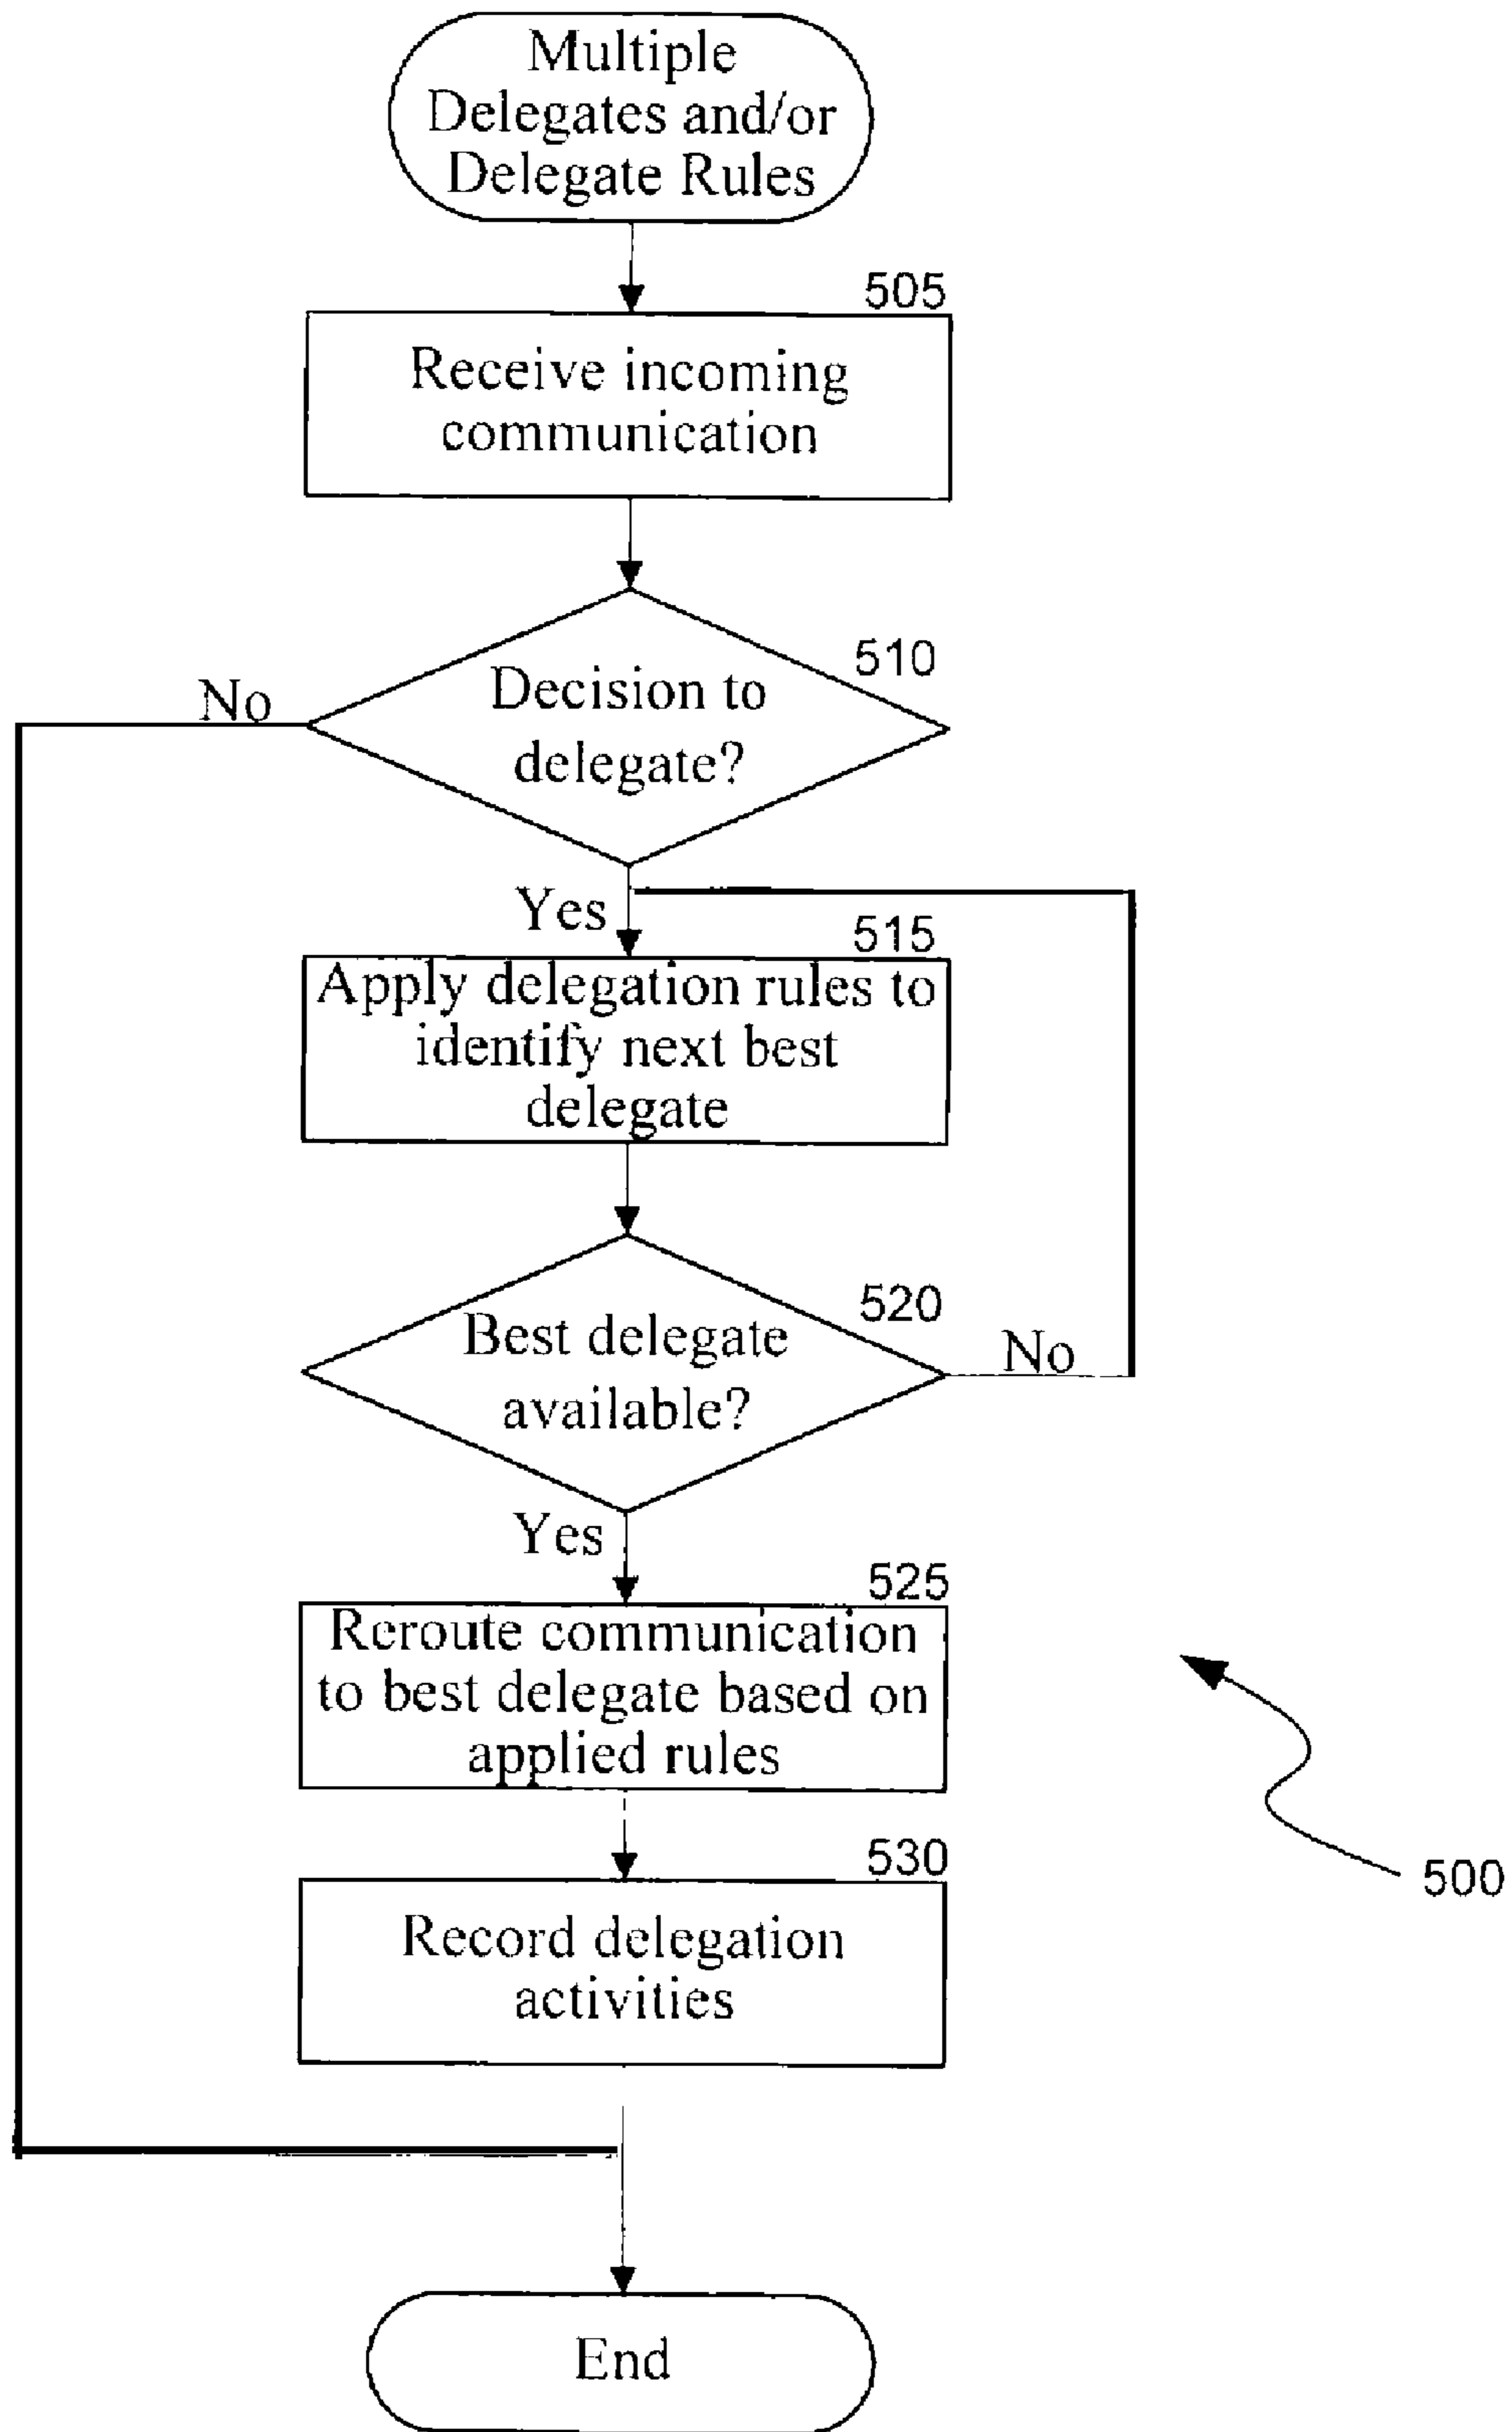 Multiple
Delegates and/or
Delegate Rules
505
Receive incoming
communication
510
Decision to
delegate?
No
Yes
515
Apply delegation rules to
identify next best
delegate
520
Best delegate
available?
No
Yes
525
Reroute communication
to best delegate based on
applied rules
530
Record delegation
activities
500
End